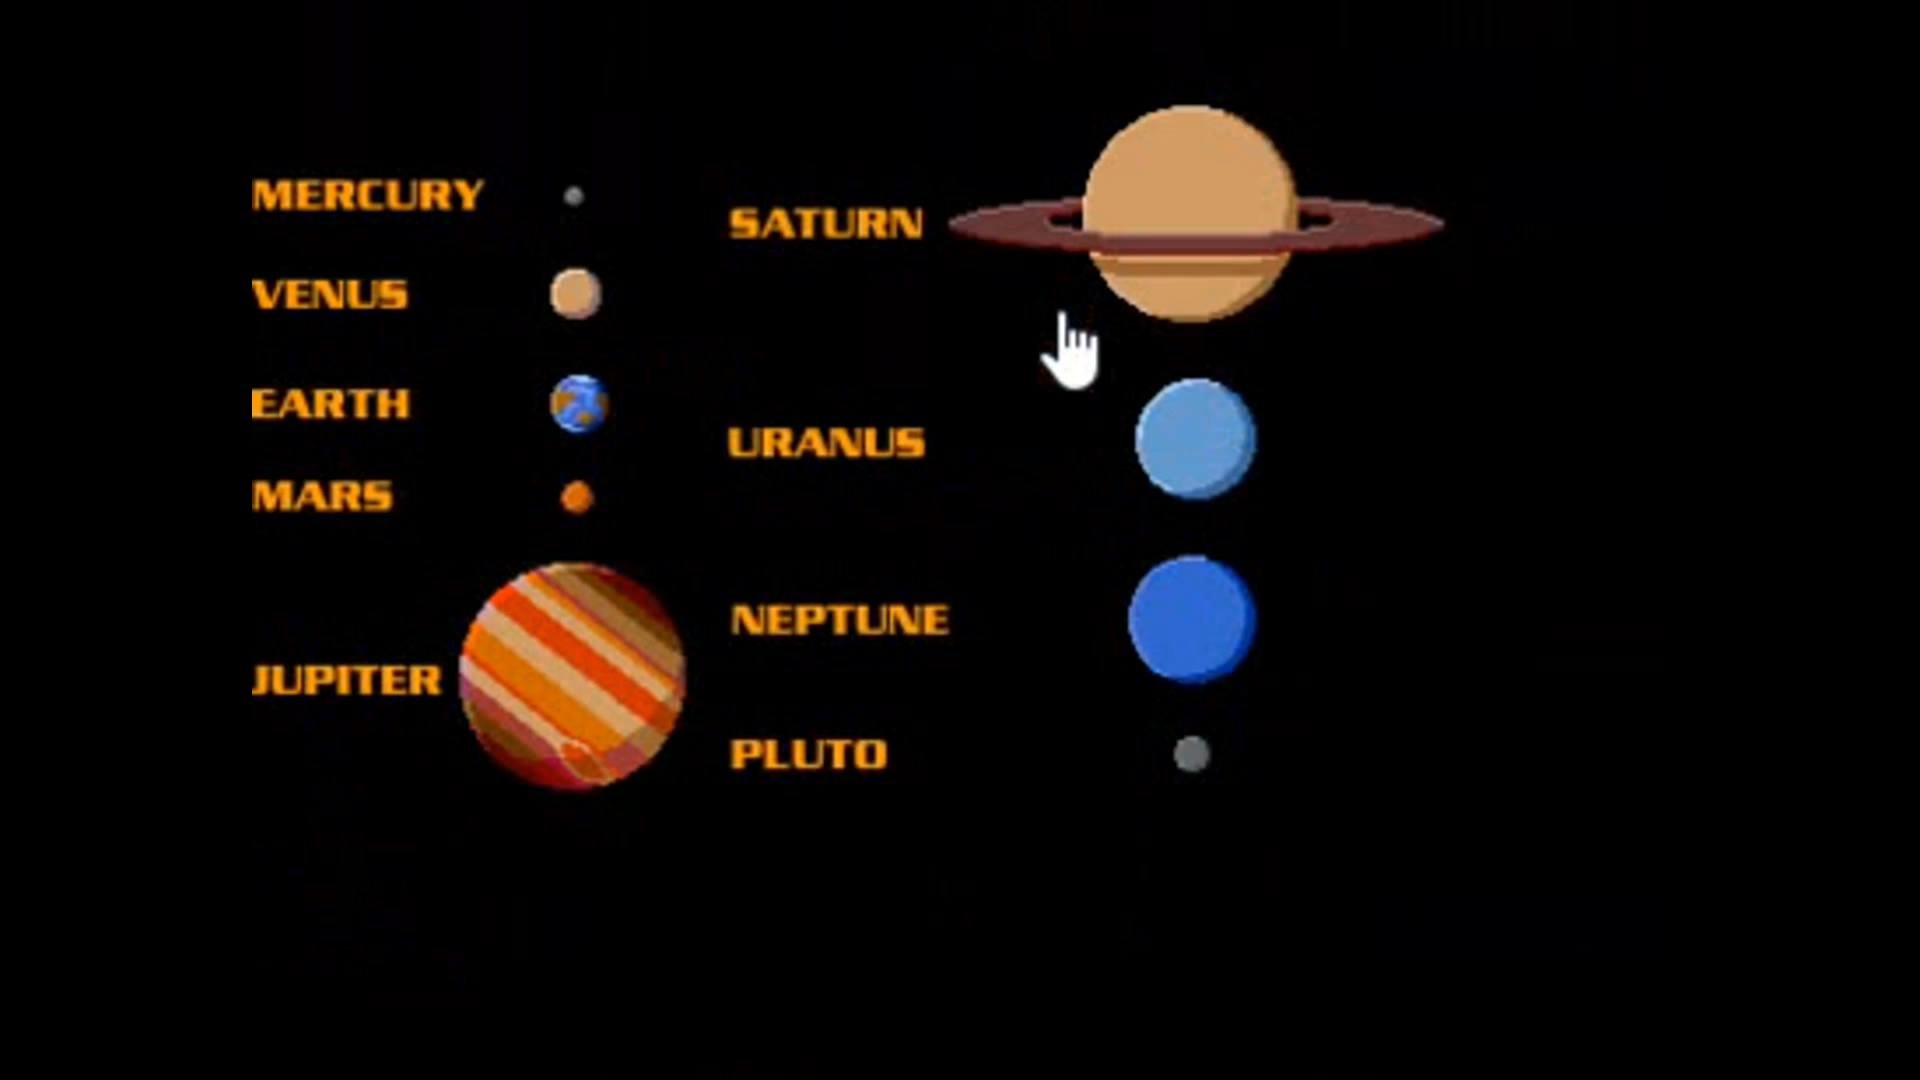 MERCURY
VENUS
EARTH
MARS
JUPITER
SATURN
URANUS
NEPTUNE
PLUTO